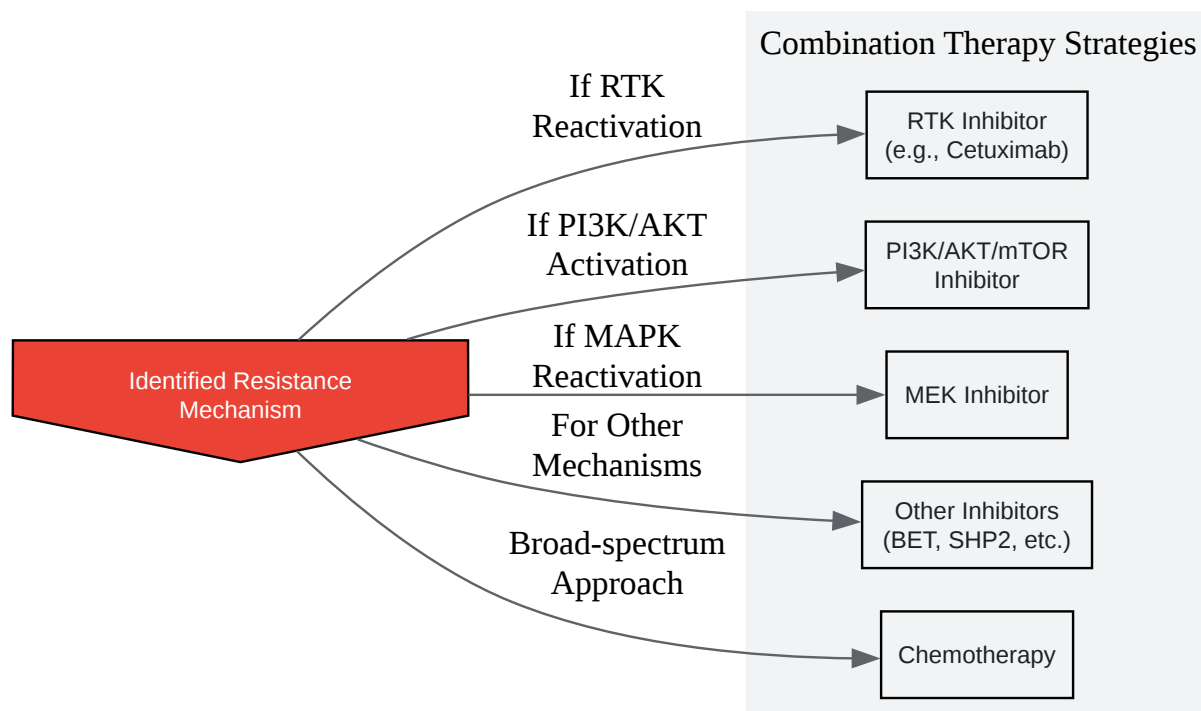 Combination Therapy Strategies
If RTK
Reactivation
RTK Inhibitor
(e.g., Cetuximab)
If PI3K/AKT
Activation
PI3K/AKT/mTOR
Inhibitor
Identified Resistance
Mechanism
If MAPK
Reactivation
MEK Inhibitor
For Other
Mechanisms
Other Inhibitors
(BET, SHP2, etc.)
Broad-spectrum
Approach
Chemotherapy